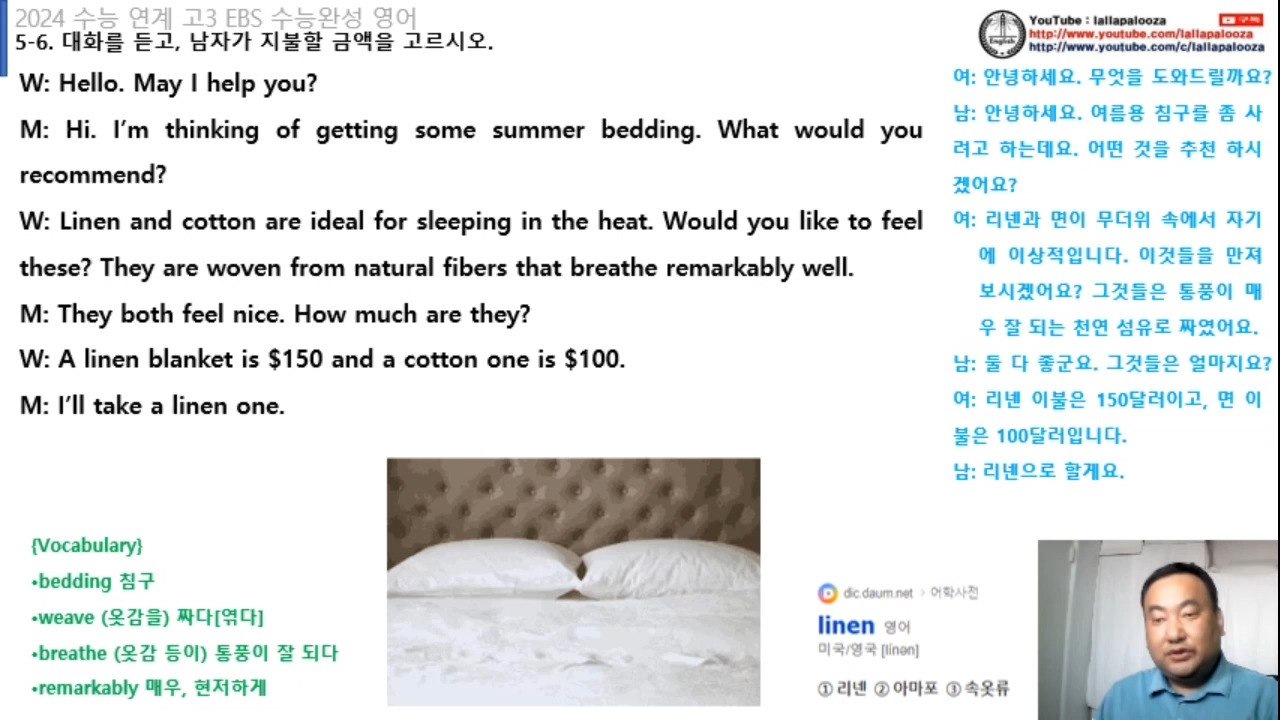 2024 수능 연계 고3 EBS 수능완성 영어
5-6. 대화를 듣고, 남자가 지불할 금액을 고르시오.
W: Hello. May I help you?
M: Hi. I’m thinking of getting some summer bedding. What would you
recommend?
W: Linen and cotton are ideal for sleeping in the heat. Would you like to feel
these? They are woven from natural fibers that breathe remarkably well.
M: They both feel nice. How much are they?
W: A linen blanket is $150 and a cotton one is $100.
M: I’ll take a linen one.
{Vocabulary}
•bedding 침구
•weave (옷감을) 짜다[엮다]
•breathe (옷감 등이) 통풍이 잘 되다
•remarkably 매우, 현저하게
YouTube : lallapalooza
구독
http://www.youtube.com/lallapalooza
http://www.youtube.com/c/lallapalooza
English
여: 안녕하세요. 무엇을 도와드릴까요?
남: 안녕하세요. 여름용 침구를 좀 사
려고 하는데요. 어떤 것을 추천 하시
겠어요?
여: 리넨과 면이 무더위 속에서 자기
에 이상적입니다. 이것들을 만져
보시겠어요? 그것들은 통풍이 매
우 잘 되는 천연 섬유로 짜였어요.
남: 둘 다 좋군요. 그것들은 얼마지요?
여: 리넨 이불은 150달러이고, 면 이
불은 100달러입니다.
남: 리넨으로 할게요.
dic.daum.net › 어학사전
linen 영어
미국/영국 [linən]
①리넨 ②아마포 ③속옷류